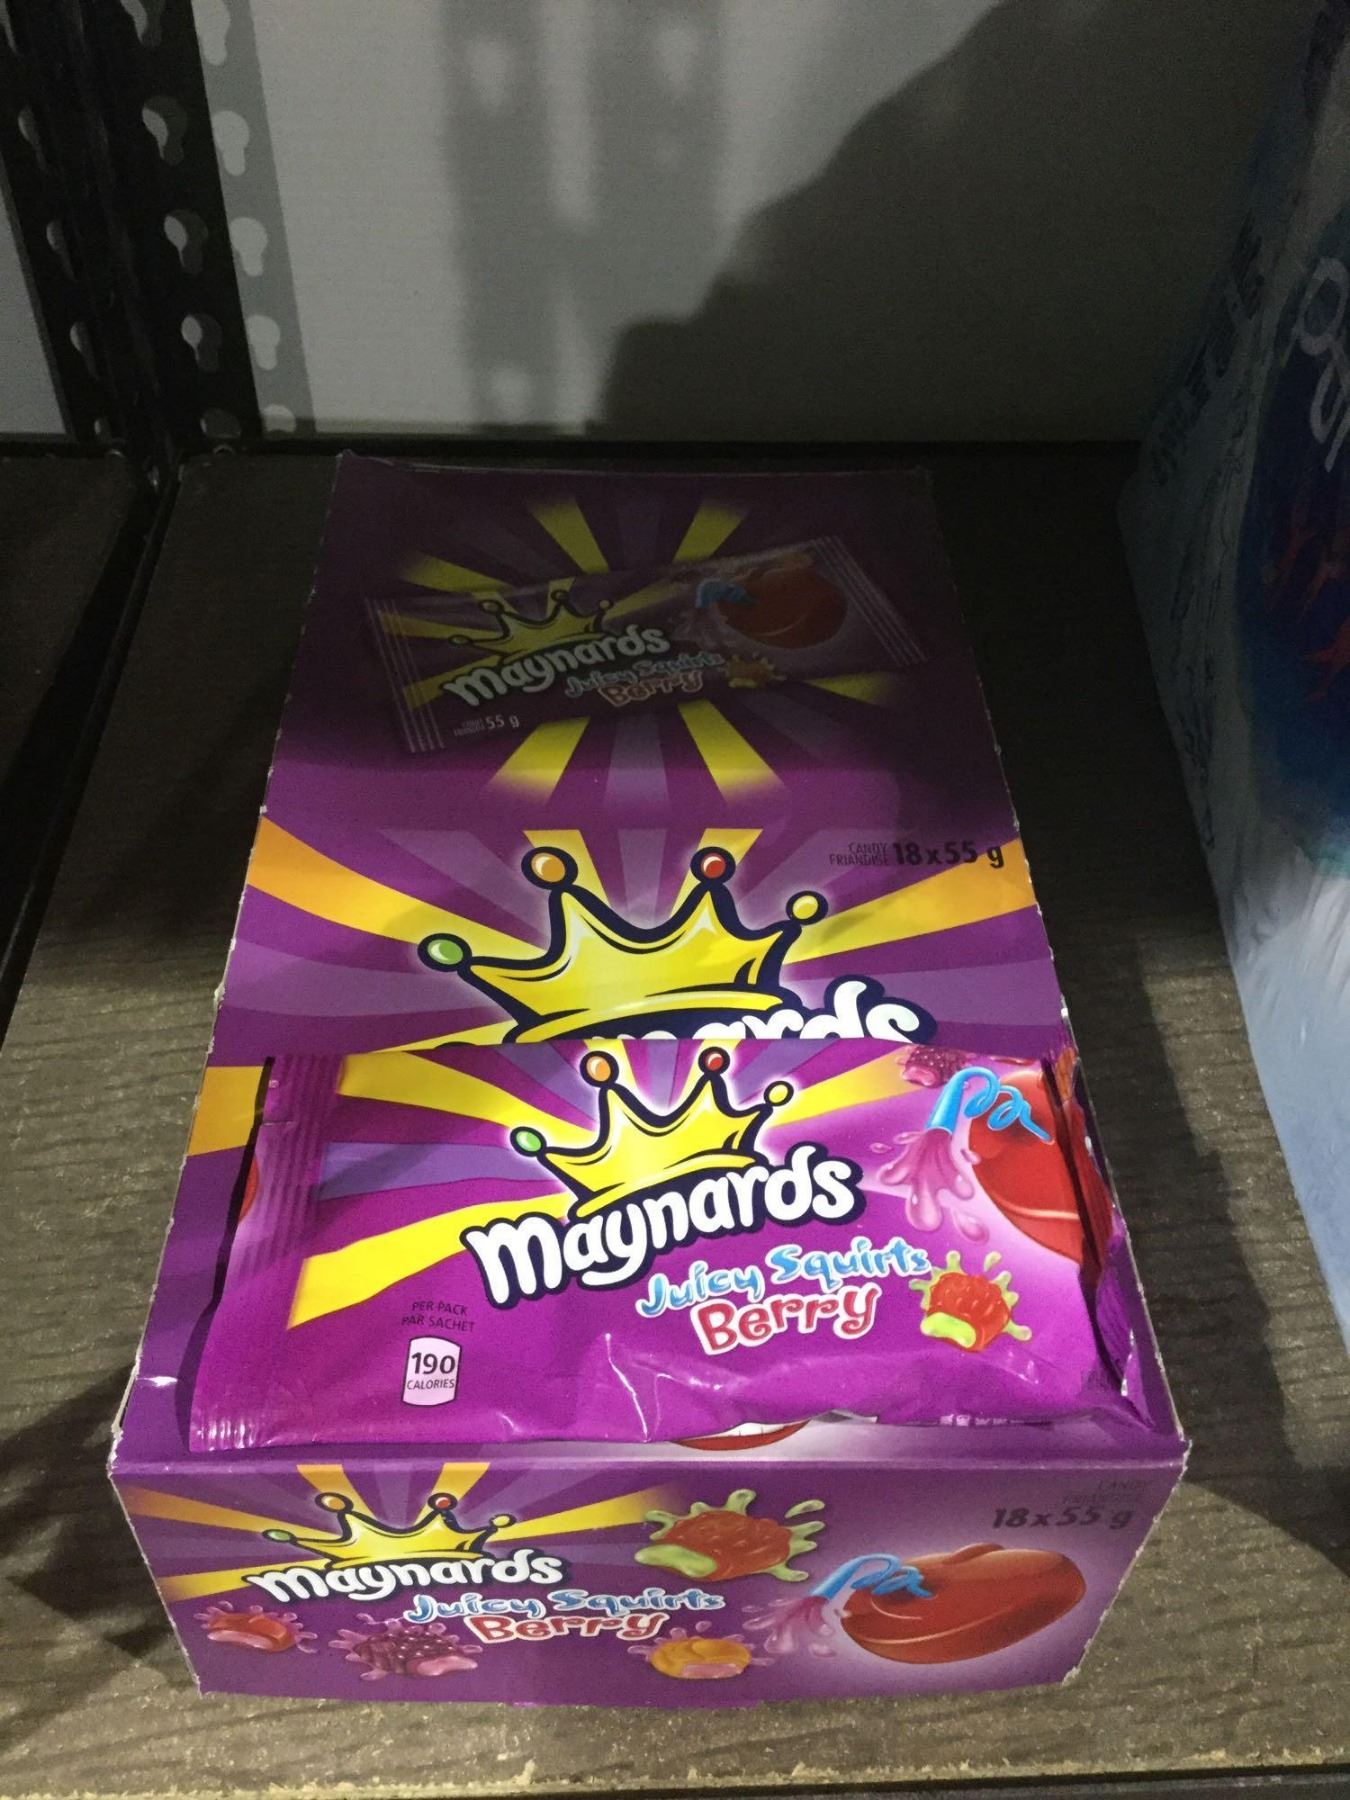 maynards
Juicy Squirts
Berry
55 g
CANDY
FRIANDISE 18 x 55 g
maynards
Juicy Squirts
Berry
PER PACK
PAR SACHET
190
CALORIES
CANDY
18 x 55 g
maynards
Juicy Squirts
Berry